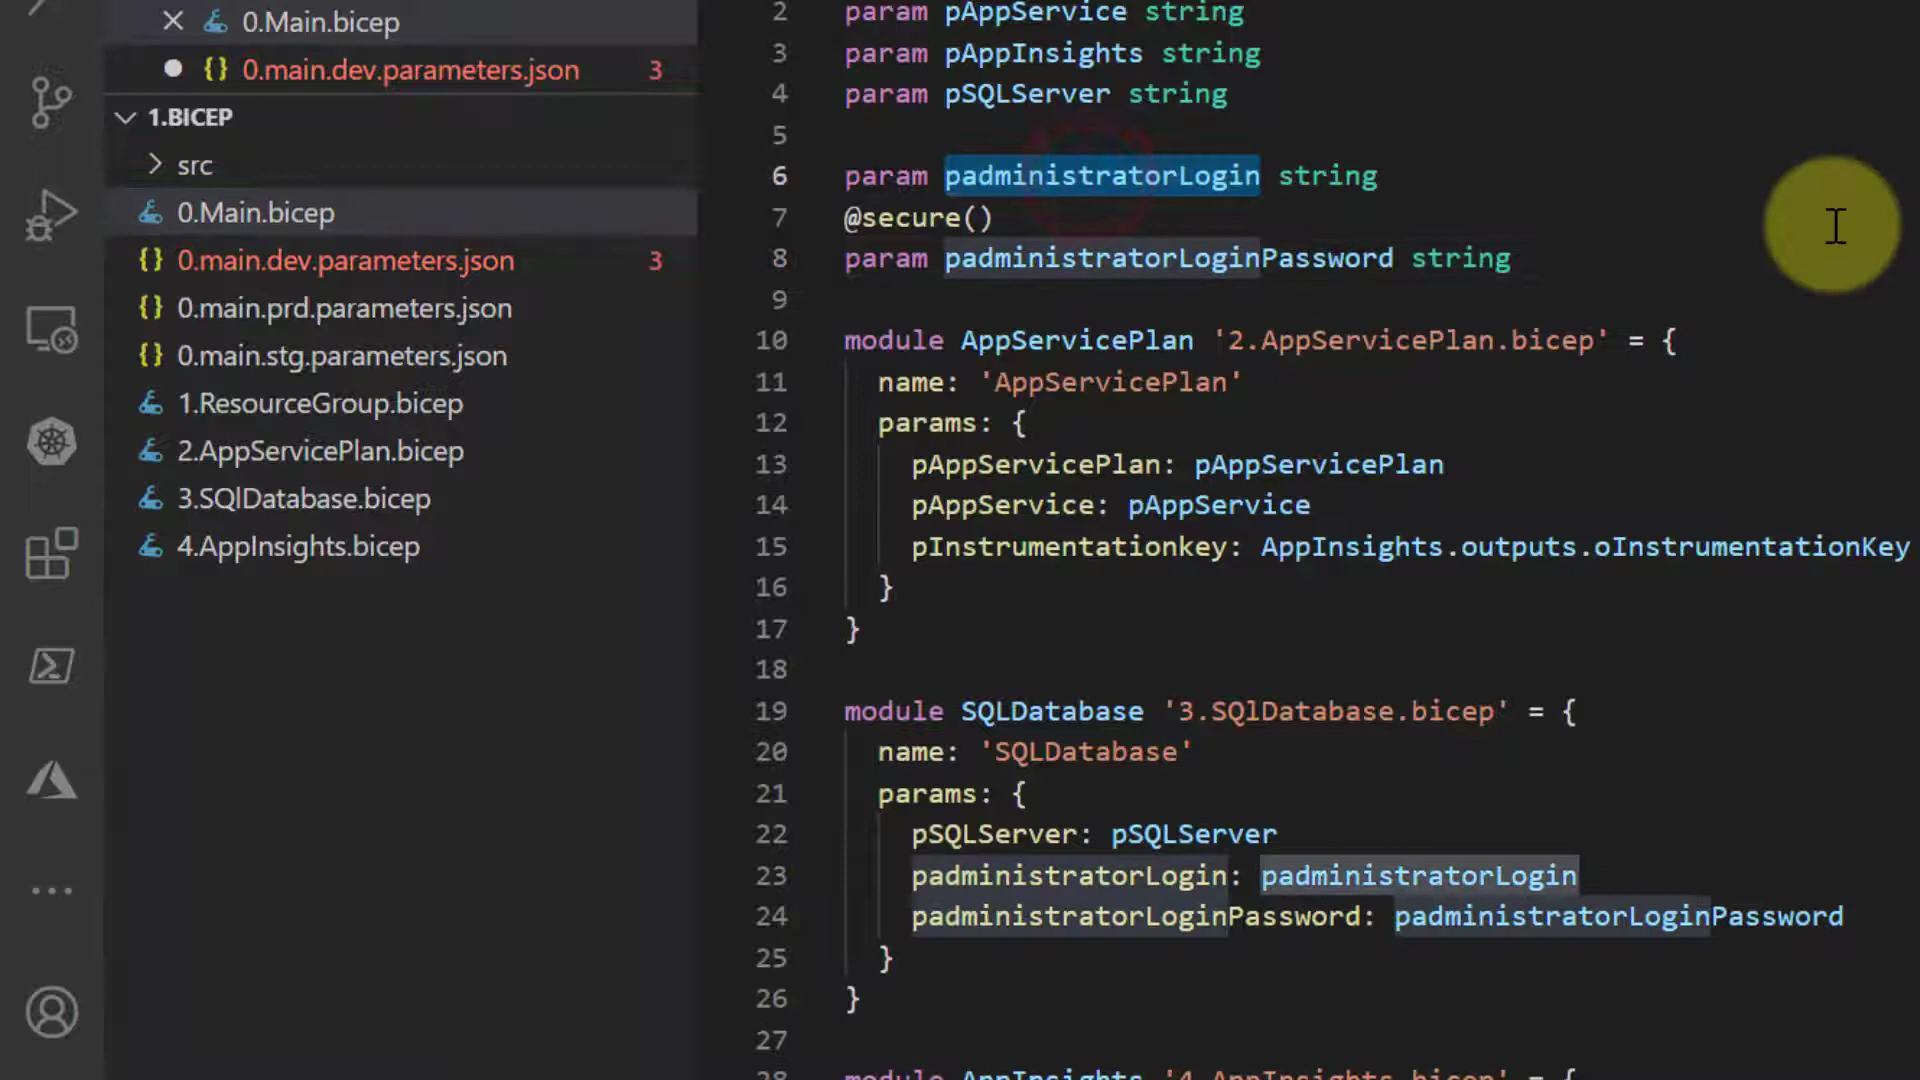 0.Main.bicep
0.main.dev.parameters.json 3
1.BICEP
src
0.Main.bicep
0.main.dev.parameters.json 3
0.main.prd.parameters.json
0.main.stg.parameters.json
1.ResourceGroup.bicep
2.AppServicePlan.bicep
3.SQlDatabase.bicep
4.AppInsights.bicep
2 param pAppService string
3 param pAppInsights string
4 param pSQLServer string
5
6 param padministratorLogin string
7 @secure()
8 param padministratorLoginPassword string
9
10 module AppServicePlan '2.AppServicePlan.bicep' = {
11 name: 'AppServicePlan'
12 params: {
13 pAppServicePlan: pAppServicePlan
14 pAppService: pAppService
15 pInstrumentationkey: AppInsights.outputs.oInstrumentationKey
16 }
17 }
18
19 module SQLDatabase '3.SQlDatabase.bicep' = {
20 name: 'SQLDatabase'
21 params: {
22 pSQLServer: pSQLServer
23 padministratorLogin: padministratorLogin
24 padministratorLoginPassword: padministratorLoginPassword
25 }
26 }
27
28 module AppInsights '4.AppInsights.bicep' = {